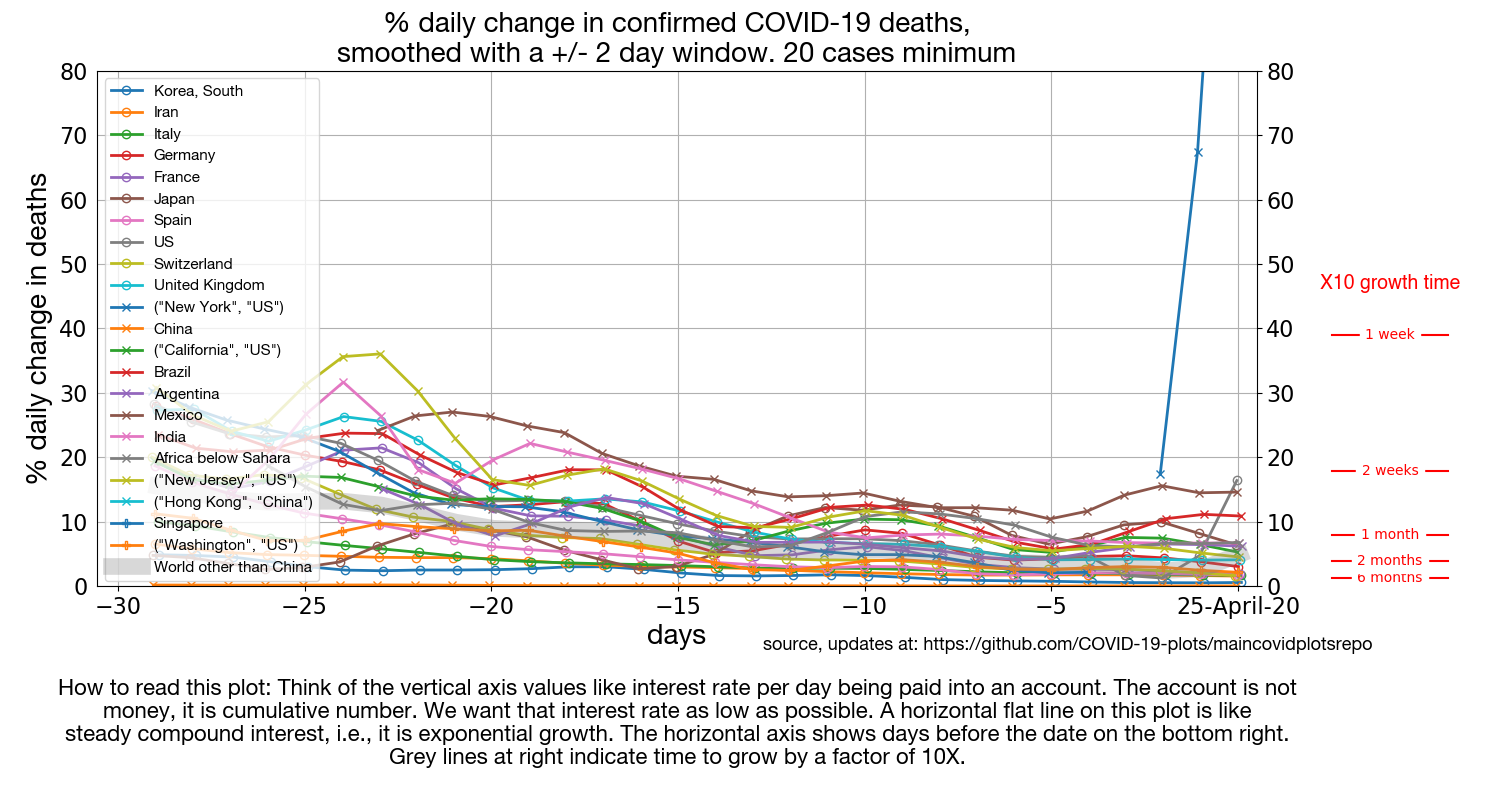 % daily change in confirmed COVID-19 deaths,
smoothed with a +/- 2 day window. 20 cases minimum
% daily change in deaths
80
70
60
50
40
30
20
10
0
Korea, South
Iran
Italy
Germany
France
Japan
Spain
US
Switzerland
United Kingdom
("New York", "US")
China
("California", "US")
Brazil
Argentina
Mexico
India
Africa below Sahara
("New Jersey", "US")
("Hong Kong", "China")
Singapore
("Washington", "US")
World other than China
80
70
60
50
40
30
20
10
0
X10 growth time
1 week
2 weeks
1 month
2 months
6 months
−30
−25
−20
−15
−10
−5
25-April-20
days
source, updates at: https://github.com/COVID-19-plots/maincovidplotsrepo
How to read this plot: Think of the vertical axis values like interest rate per day being paid into an account. The account is not
money, it is cumulative number. We want that interest rate as low as possible. A horizontal flat line on this plot is like
steady compound interest, i.e., it is exponential growth. The horizontal axis shows days before the date on the bottom right.
Grey lines at right indicate time to grow by a factor of 10X.